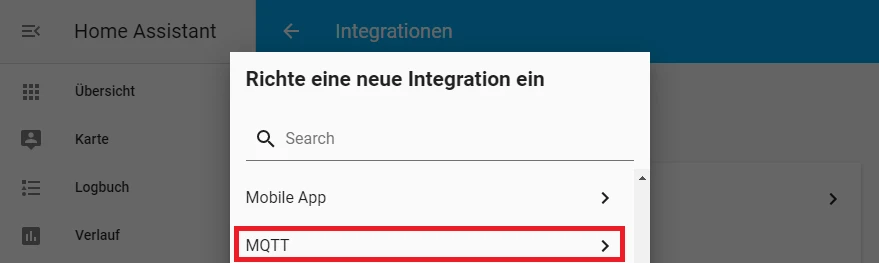 Home Assistant
Integrationen
Richte eine neue Integration ein
Übersicht
Search
Karte
Logbuch
Mobile App
Verlauf
MQTT